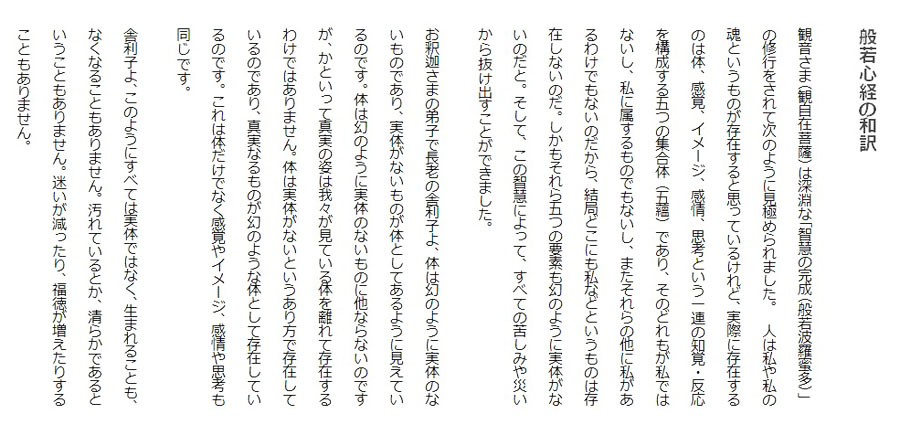 般若心経の和訳
観音さま（観自在菩薩）は深淵な「智慧の完成（般若波羅蜜多）」
の修行をされて次のように見極められました。　人は私や私の
魂というものが存在すると思っているけれど、実際に存在する
のは体、感覚、イメージ、感情、思考という一連の知覚・反応
を構成する五つの集合体（五蘊）であり、そのどれもが私では
ないし、私に属するものでもないし、またそれらの他に私があ
るわけでもないのだから、結局どこにも私などというものは存
在しないのだ。しかもそれら五つの要素も幻のように実体がな
いのだと。そして、この智慧によって、すべての苦しみや災い
から抜け出すことができました。
お釈迦さまの弟子で長老の舎利子よ、体は幻のように実体のな
いものであり、実体がないものが体としてあるように見えてい
るのです。体は幻のように実体のないものに他ならないのです
が、かといって真実の姿は我々が見ている体を離れて存在する
わけではありません。体は実体がないというあり方で存在して
いるのであり、真実なるものが幻のような体として存在してい
るのです。これは体だけでなく感覚やイメージ、感情や思考も
同じです。
舎利子よ、このようにすべては実体ではなく、生まれることも、
なくなることもありません。汚れているとか、清らかであると
いうこともありません。迷いが減ったり、福徳が増えたりする
こともありません。